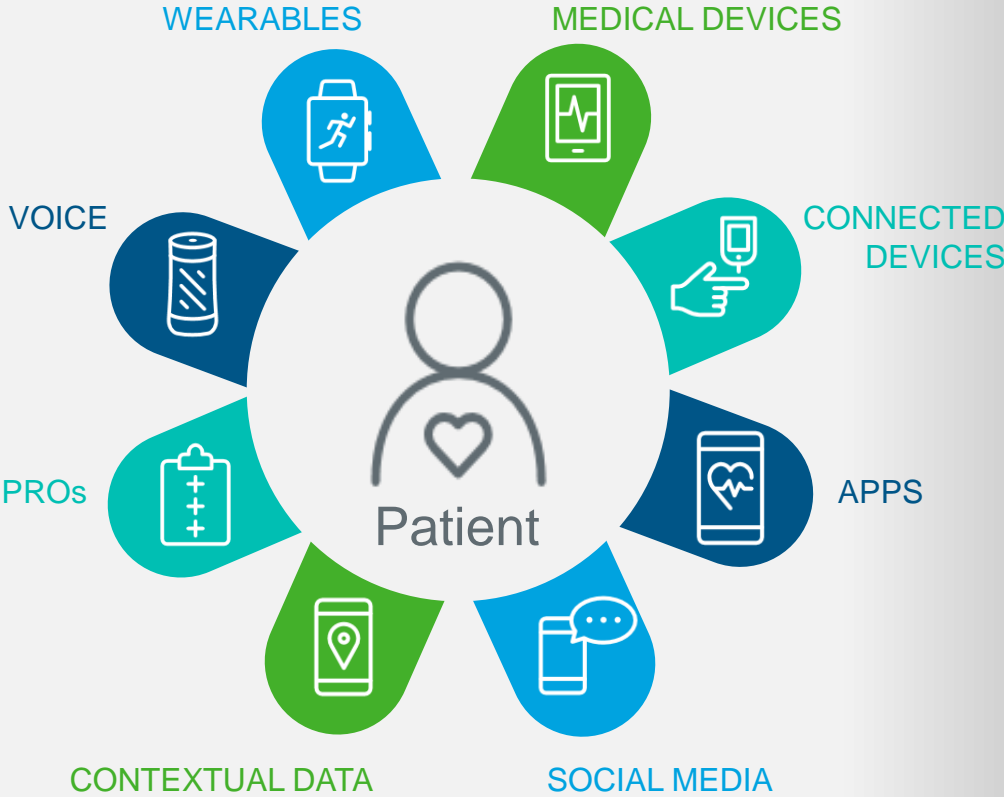 WEARABLES
MEDICAL DEVICES
VOICE
CONNECTED
DEVICES
Patient
PROs
APPS
CONTEXTUAL DATA
SOCIAL MEDIA